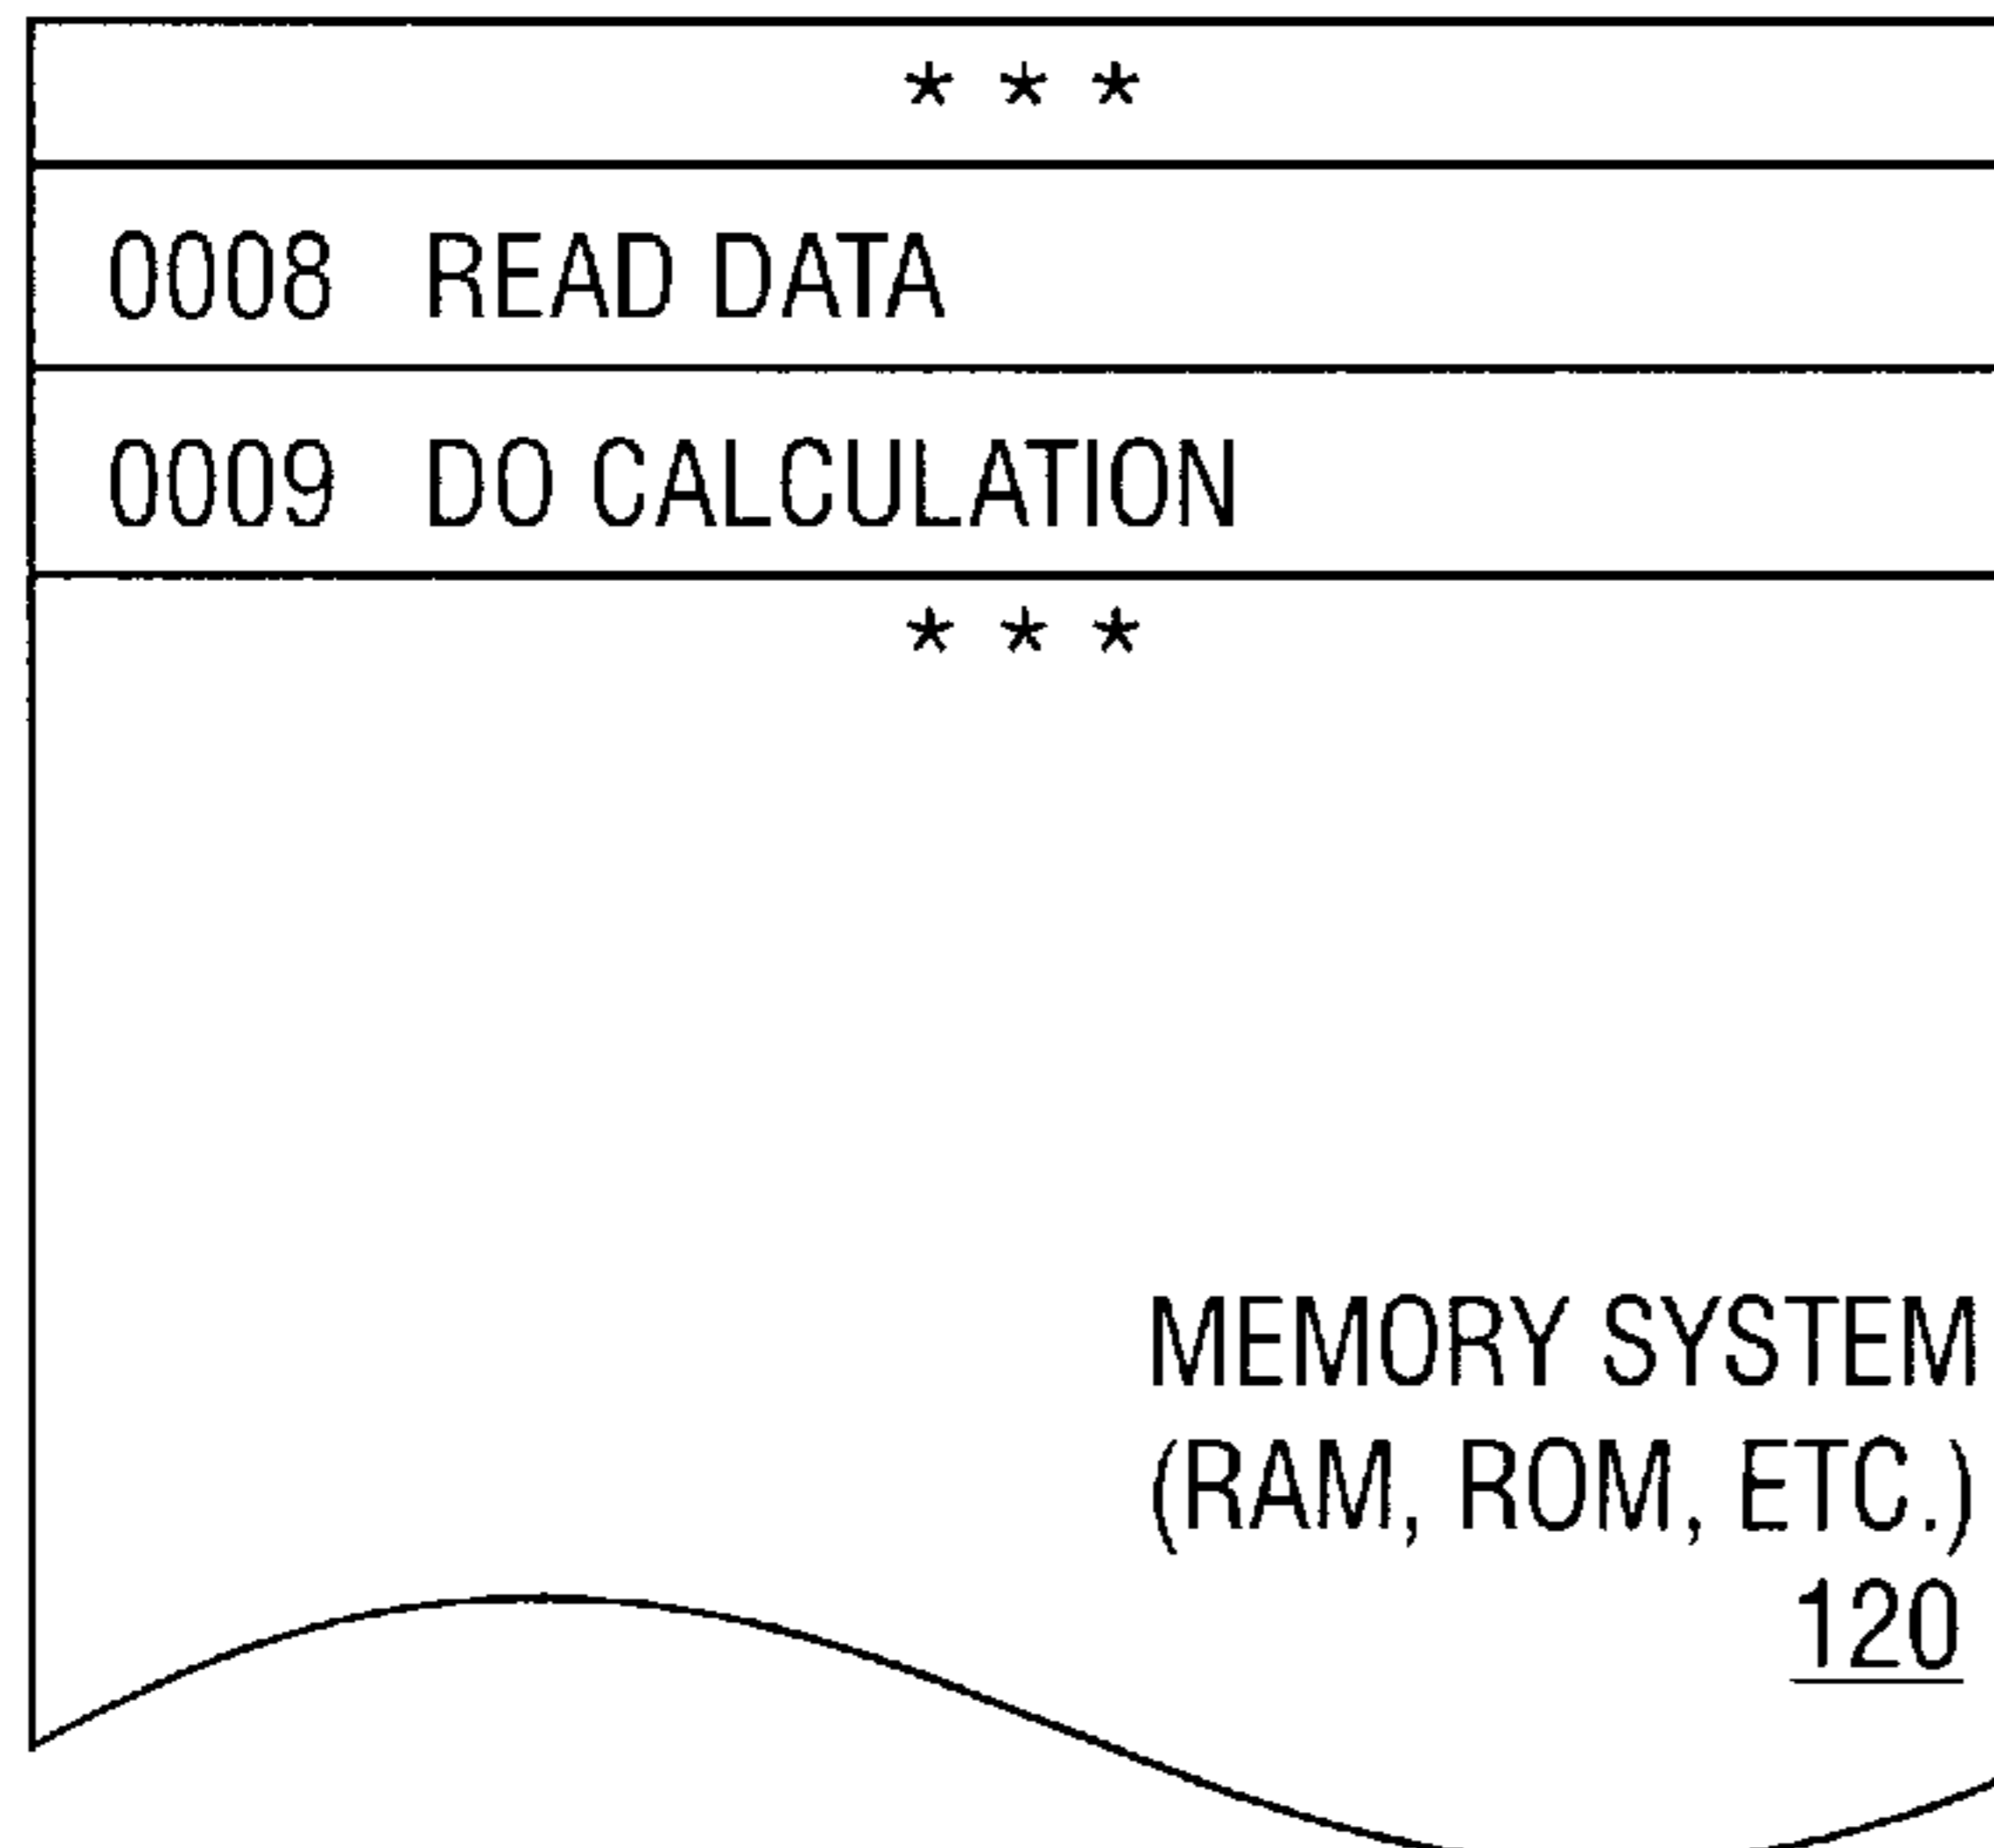 * * *
0008 READ DATA
0009 DO CALCULATION
* * *
MEMORY SYSTEM
(RAM, ROM, ETC.)
120